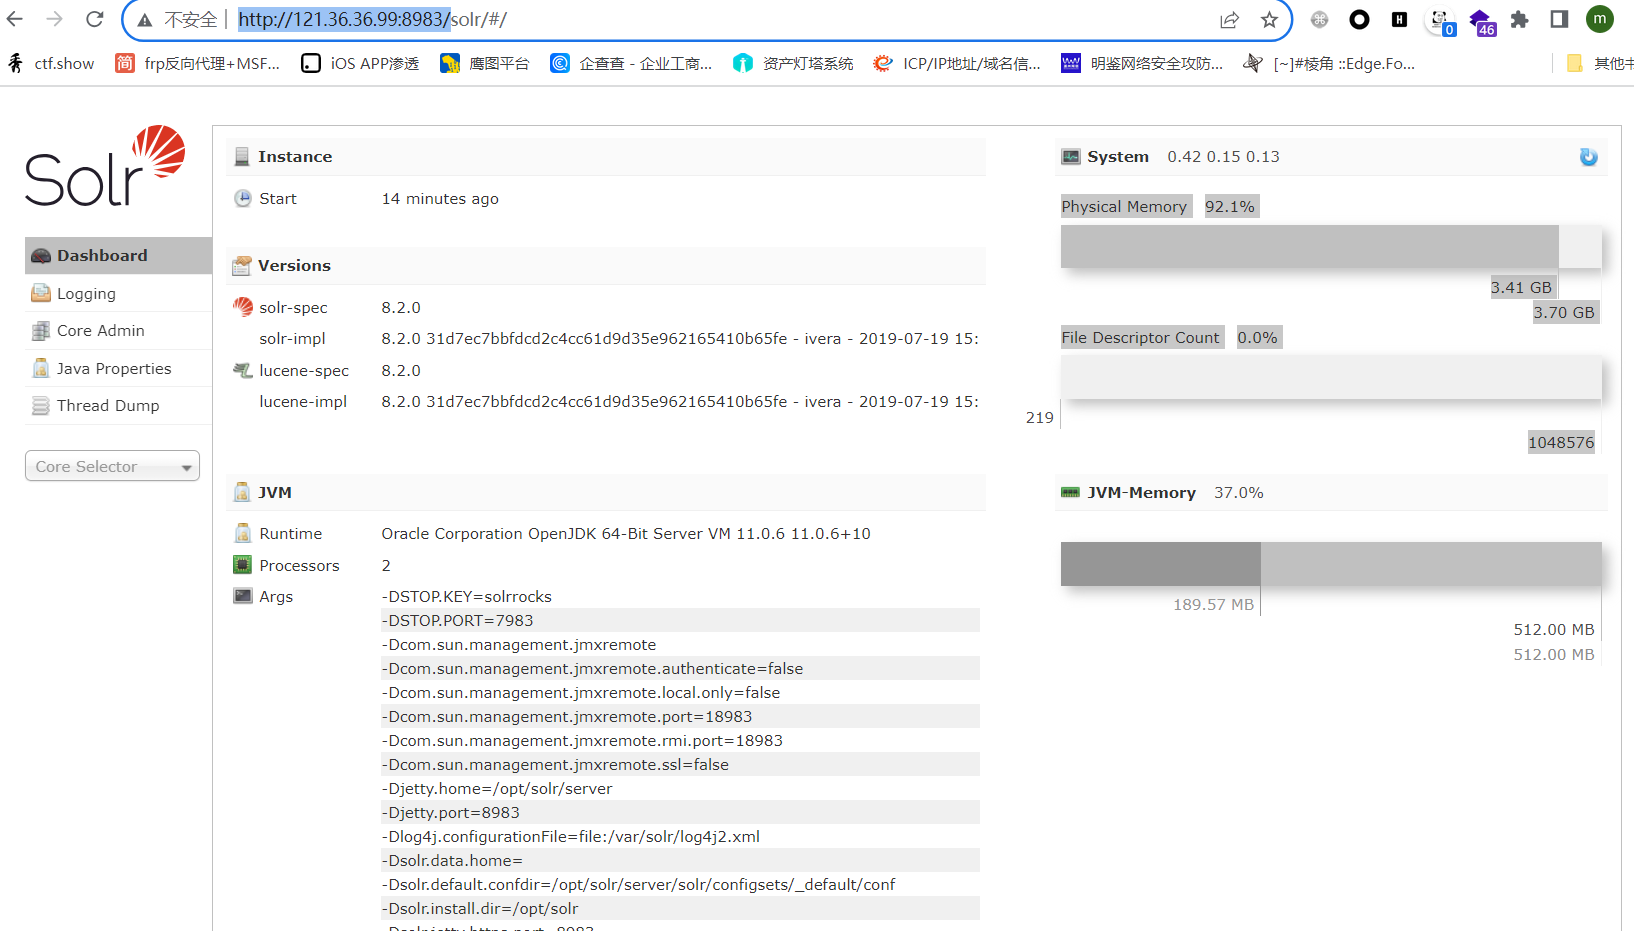 不安全 http://121.36.36.99:8983/solr/#/
0 46 m
ctf.show frp反向代理+MSF... iOS APP渗透 鹰图平台 企查查 - 企业工商... 资产灯塔系统 ICP/IP地址/域名信... 明鉴网络安全攻防... [~]#棱角 ::Edge.Fo...
Solr
Dashboard
Logging
Core Admin
Java Properties
Thread Dump
Core Selector
Instance
Start 14 minutes ago
Versions
solr-spec 8.2.0
solr-impl 8.2.0 31d7ec7bbfdcd2c4cc61d9d35e962165410b65fe - ivera - 2019-07-19 15:
lucene-spec 8.2.0
lucene-impl 8.2.0 31d7ec7bbfdcd2c4cc61d9d35e962165410b65fe - ivera - 2019-07-19 15:
JVM
Runtime Oracle Corporation OpenJDK 64-Bit Server VM 11.0.6 11.0.6+10
Processors 2
Args -DSTOP.KEY=solrrocks
-DSTOP.PORT=7983
-Dcom.sun.management.jmxremote
-Dcom.sun.management.jmxremote.authenticate=false
-Dcom.sun.management.jmxremote.local.only=false
-Dcom.sun.management.jmxremote.port=18983
-Dcom.sun.management.jmxremote.rmi.port=18983
-Dcom.sun.management.jmxremote.ssl=false
-Djetty.home=/opt/solr/server
-Djetty.port=8983
-Dlog4j.configurationFile=file:/var/solr/log4j2.xml
-Dsolr.data.home=
-Dsolr.default.confdir=/opt/solr/server/solr/configsets/_default/conf
-Dsolr.install.dir=/opt/solr
System 0.42 0.15 0.13
Physical Memory 92.1%
3.41 GB
3.70 GB
File Descriptor Count 0.0%
219
1048576
JVM-Memory 37.0%
189.57 MB
512.00 MB
512.00 MB